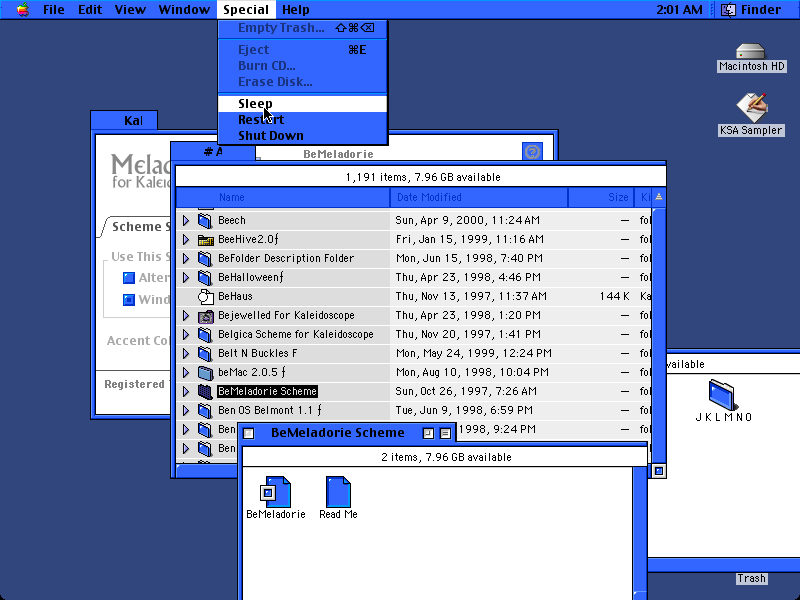 File Edit View Window Special Help 2:01 AM Finder
Empty Trash... ⇧⌘⌫
Eject ⌘E
Burn CD...
Erase Disk...
Sleep
Restart
Shut Down
Macintosh HD
KSA Sampler
Kal
# A
BeMeladorie
Melad
for Kaleid
Scheme S
Use This S
Alter
Wind
Accent Col
Registered
1,191 items, 7.96 GB available
Name Date Modified Size Ki
Beech Sun, Apr 9, 2000, 11:24 AM — fol
BeeHive2.0ƒ Fri, Jan 15, 1999, 11:16 AM — fol
BeFolder Description Folder Mon, Jun 15, 1998, 7:40 PM — fol
BeHalloweenƒ Thu, Apr 23, 1998, 4:46 PM — fol
BeHaus Thu, Nov 13, 1997, 11:37 AM 144 K Ka
Bejewelled For Kaleidoscope Thu, Apr 23, 1998, 1:20 PM — fol
Belgica Scheme for Kaleidoscope Thu, Nov 20, 1997, 1:41 PM — fol
Belt N Buckles F Mon, May 24, 1999, 12:24 PM — fol
beMac 2.0.5 ƒ Mon, Aug 10, 1998, 10:04 PM — fol
BeMeladorie Scheme Sun, Oct 26, 1997, 7:26 AM — fol
Ben OS Belmont 1.1 ƒ Tue, Jun 9, 1998, 6:59 PM — fol
Ben 1998, 9:24 PM — fol
Ben — fol
BeMeladorie Scheme
2 items, 7.96 GB available
BeMeladorie
Read Me
vailable
J K L M N O
Trash